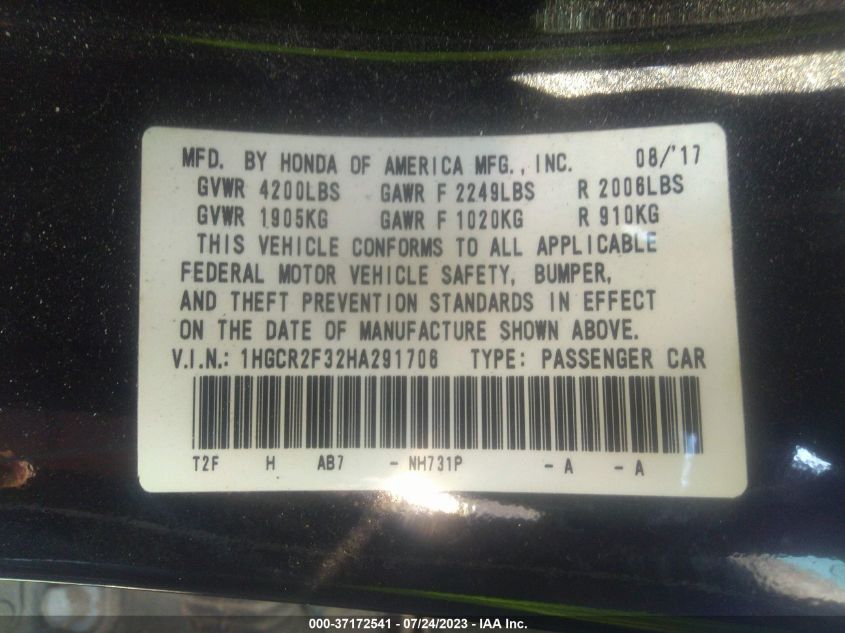 MFD. BY HONDA OF AMERICA MFG., INC. 08/'17
GVWR 4200LBS GAWR F 2249LBS R 2006LBS
GVWR 1905KG GAWR F 1020KG R 910KG
THIS VEHICLE CONFORMS TO ALL APPLICABLE
FEDERAL MOTOR VEHICLE SAFETY, BUMPER,
AND THEFT PREVENTION STANDARDS IN EFFECT
ON THE DATE OF MANUFACTURE SHOWN ABOVE.
V.I.N.: 1HGCR2F32HA291706 TYPE: PASSENGER CAR
T2F H AB7 - NH731P - A - A
000-37172541 - 07/24/2023 - IAA Inc.